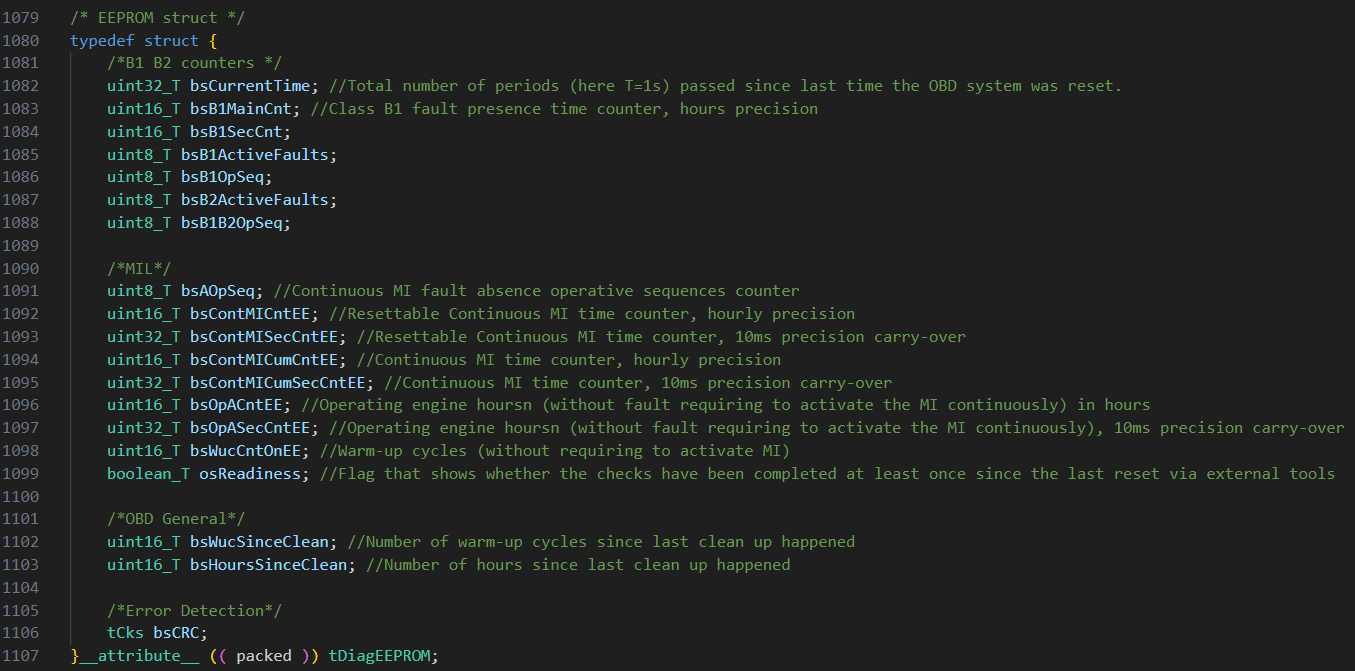 1079 /* EEPROM struct */
1080 typedef struct {
1081     /*B1 B2 counters */
1082     uint32_T bsCurrentTime; //Total number of periods (here T=1s) passed since last time the OBD system was reset.
1083     uint16_T bsB1MainCnt; //Class B1 fault presence time counter, hours precision
1084     uint16_T bsB1SecCnt;
1085     uint8_T bsB1ActiveFaults;
1086     uint8_T bsB1OpSeq;
1087     uint8_T bsB2ActiveFaults;
1088     uint8_T bsB1B2OpSeq;
1089
1090     /*MIL*/
1091     uint8_T bsAOpSeq; //Continuous MI fault absence operative sequences counter
1092     uint16_T bsContMICntEE; //Resettable Continuous MI time counter, hourly precision
1093     uint32_T bsContMISecCntEE; //Resettable Continuous MI time counter, 10ms precision carry-over
1094     uint16_T bsContMICumCntEE; //Continuous MI time counter, hourly precision
1095     uint32_T bsContMICumSecCntEE; //Continuous MI time counter, 10ms precision carry-over
1096     uint16_T bsOpACntEE; //Operating engine hoursn (without fault requiring to activate the MI continuously) in hours
1097     uint32_T bsOpASecCntEE; //Operating engine hoursn (without fault requiring to activate the MI continuously), 10ms precision carry-over
1098     uint16_T bsWucCntOnEE; //Warm-up cycles (without requiring to activate MI)
1099     boolean_T osReadiness; //Flag that shows whether the checks have been completed at least once since the last reset via external tools
1100
1101     /*OBD General*/
1102     uint16_T bsWucSinceClean; //Number of warm-up cycles since last clean up happened
1103     uint16_T bsHoursSinceClean; //Number of hours since last clean up happened
1104
1105     /*Error Detection*/
1106     tCks bsCRC;
1107 }__attribute__ (( packed )) tDiagEEPROM;